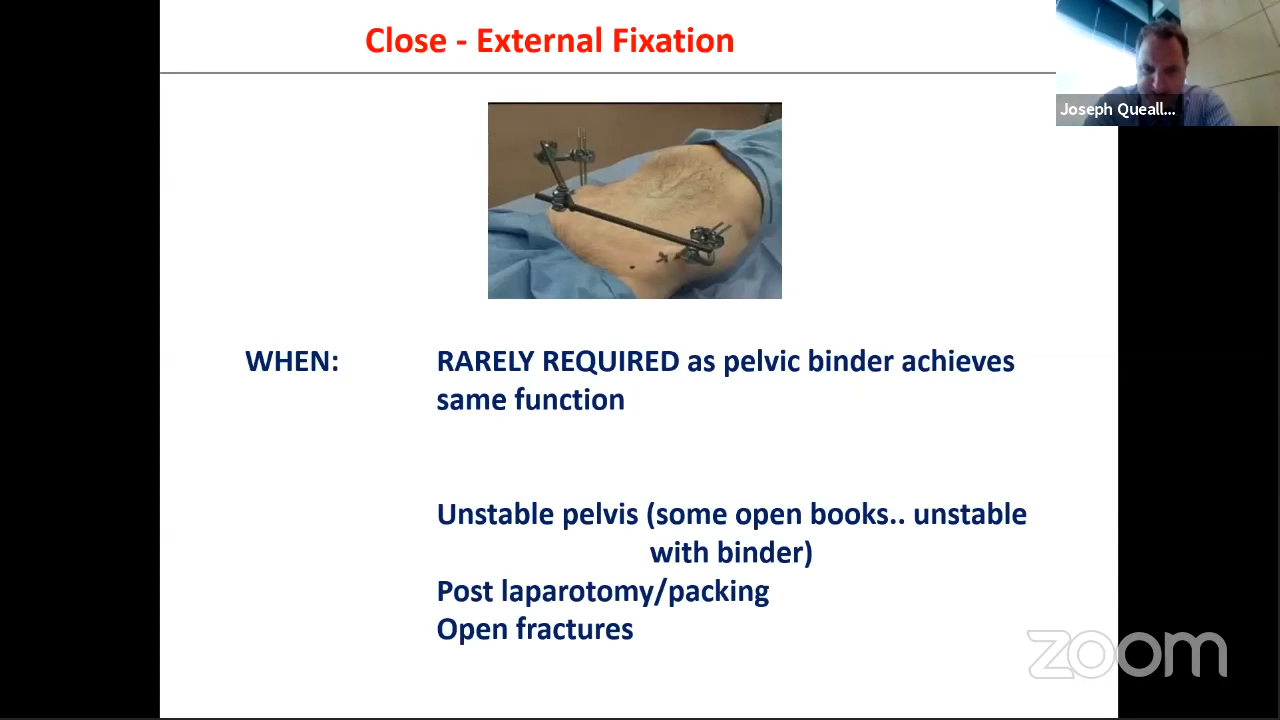 Close - External Fixation
Joseph Queall...
WHEN: RARELY REQUIRED as pelvic binder achieves
same function
Unstable pelvis (some open books.. unstable
with binder)
Post laparotomy/packing
Open fractures
zoom